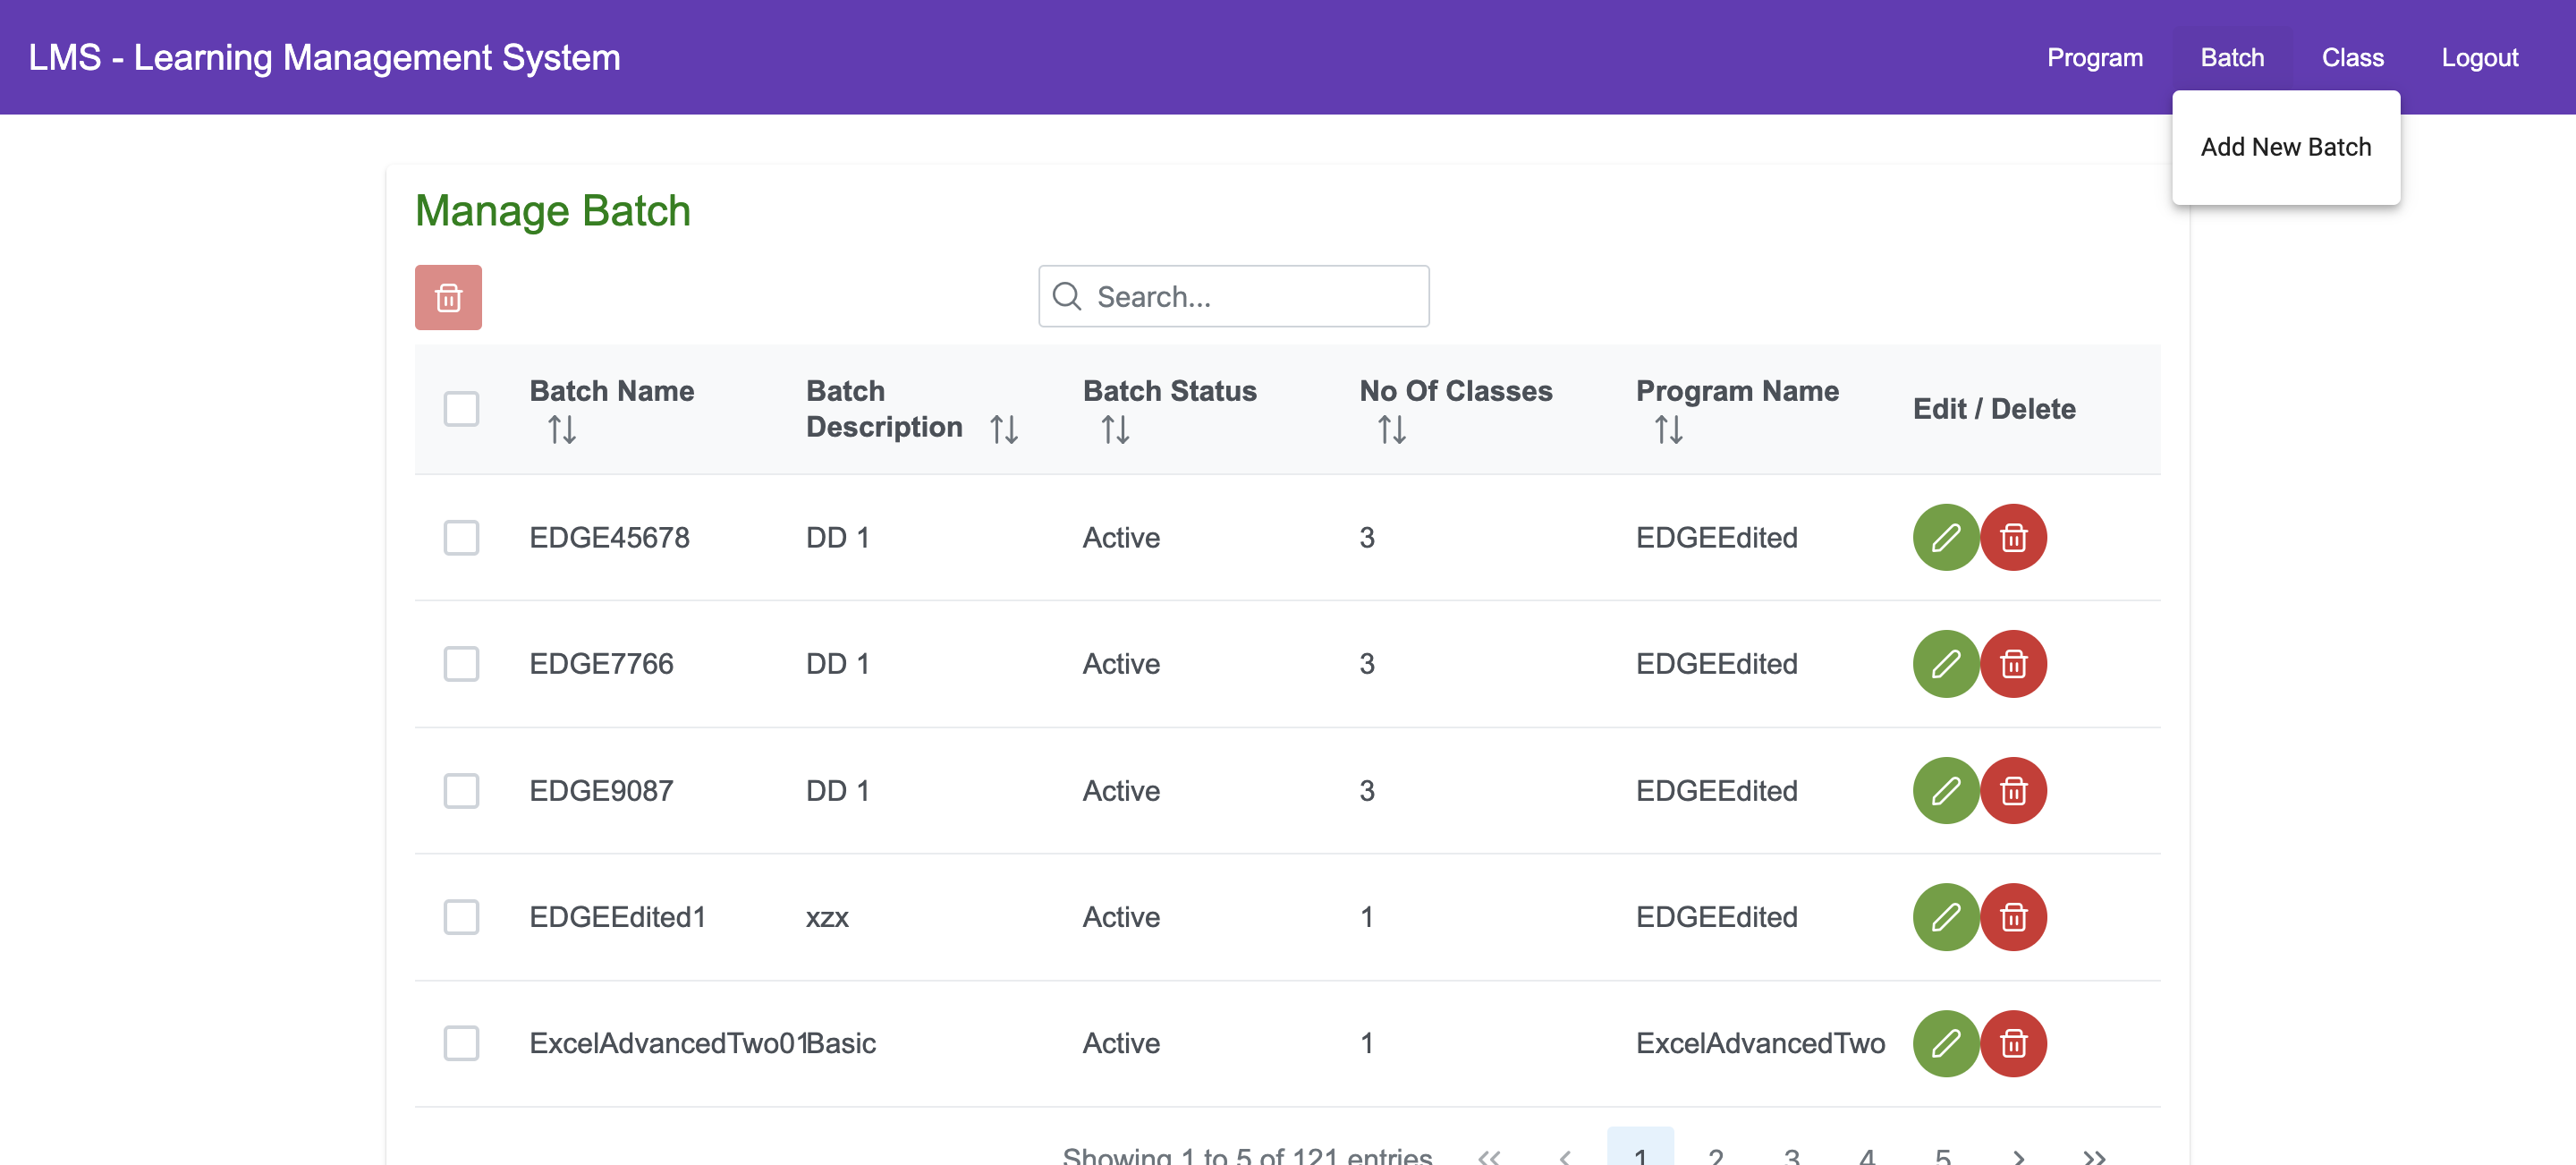 LMS - Learning Management System
Program Batch Class Logout
Add New Batch
Manage Batch
Search...
Batch Name Batch Description Batch Status No Of Classes Program Name Edit / Delete
EDGE45678 DD 1 Active 3 EDGEEdited
EDGE7766 DD 1 Active 3 EDGEEdited
EDGE9087 DD 1 Active 3 EDGEEdited
EDGEEdited1 xzx Active 1 EDGEEdited
ExcelAdvancedTwo01 Basic Active 1 ExcelAdvancedTwo
Showing 1 to 5 of 121 entries « ‹ 1 2 3 4 5 › »